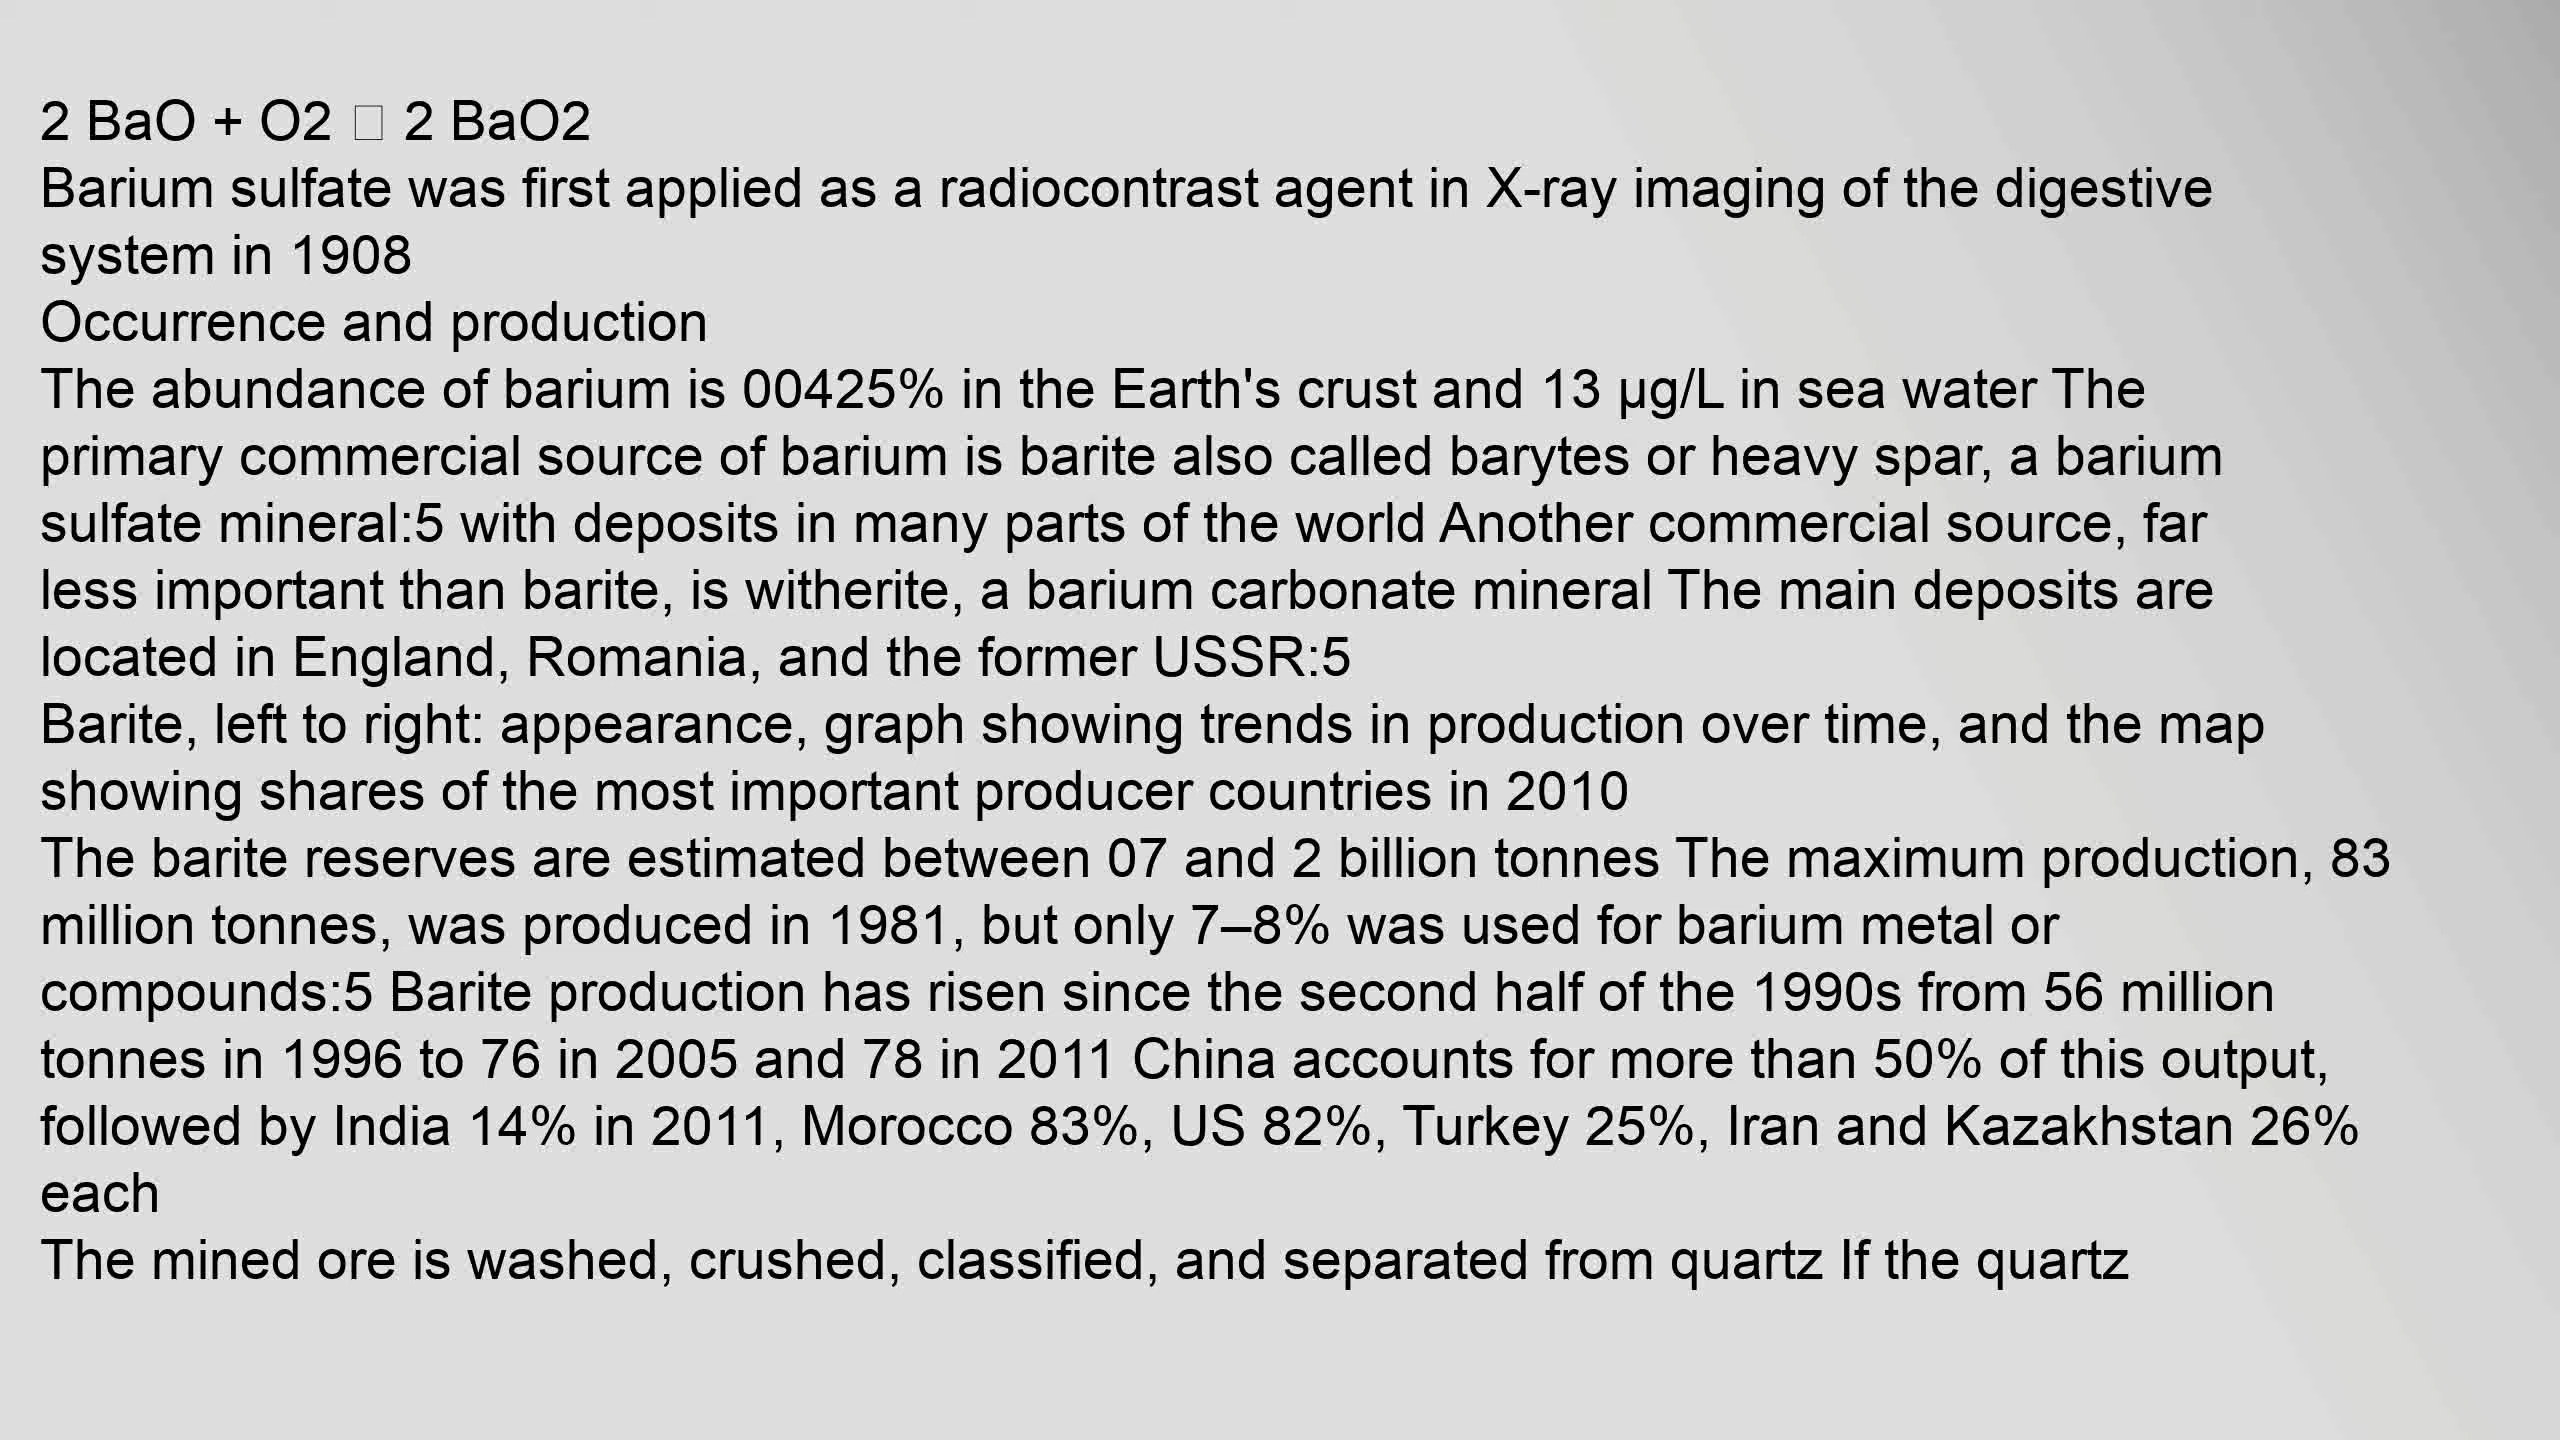 2 BaO + O2 □ 2 BaO2
Barium sulfate was first applied as a radiocontrast agent in X-ray imaging of the digestive
system in 1908
Occurrence and production
The abundance of barium is 00425% in the Earth's crust and 13 µg/L in sea water The
primary commercial source of barium is barite also called barytes or heavy spar, a barium
sulfate mineral:5 with deposits in many parts of the world Another commercial source, far
less important than barite, is witherite, a barium carbonate mineral The main deposits are
located in England, Romania, and the former USSR:5
Barite, left to right: appearance, graph showing trends in production over time, and the map
showing shares of the most important producer countries in 2010
The barite reserves are estimated between 07 and 2 billion tonnes The maximum production, 83
million tonnes, was produced in 1981, but only 7–8% was used for barium metal or
compounds:5 Barite production has risen since the second half of the 1990s from 56 million
tonnes in 1996 to 76 in 2005 and 78 in 2011 China accounts for more than 50% of this output,
followed by India 14% in 2011, Morocco 83%, US 82%, Turkey 25%, Iran and Kazakhstan 26%
each
The mined ore is washed, crushed, classified, and separated from quartz If the quartz